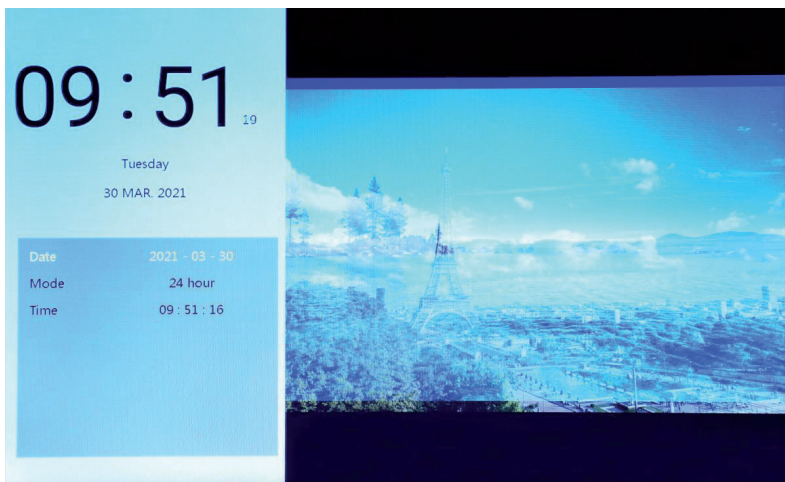 09 : 51 19
Tuesday
30 MAR. 2021
Date 2021 - 03 - 30
Mode 24 hour
Time 09 : 51 : 16